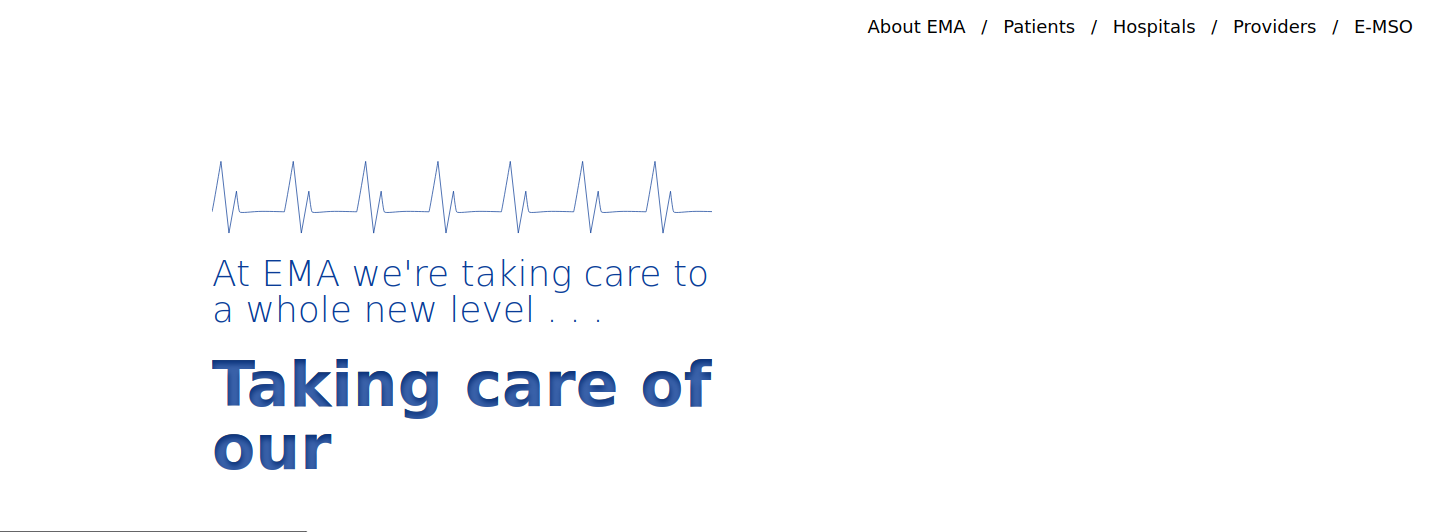 About EMA / Patients / Hospitals / Providers / E-MSO
At EMA we're taking care to
a whole new level . . .
Taking care of
our